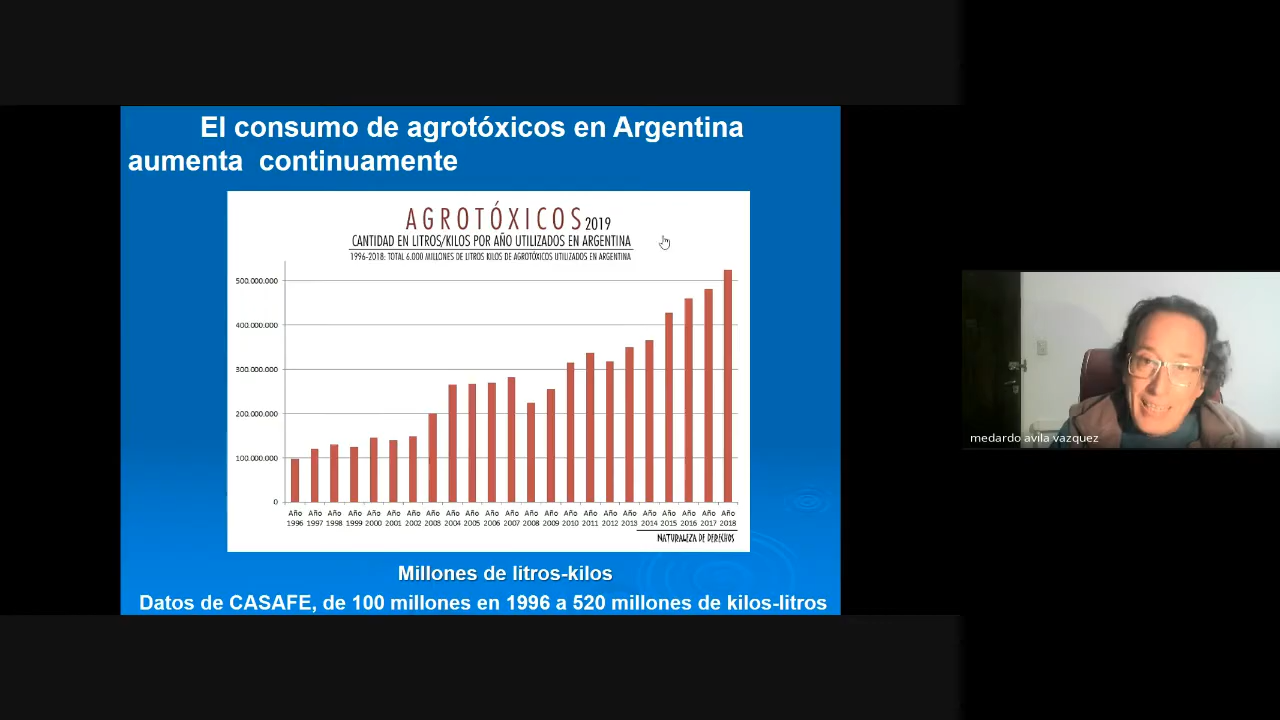 El consumo de agrotóxicos en Argentina
aumenta continuamente
AGROTÓXICOS 2019
CANTIDAD EN LITROS/KILOS POR AÑO UTILIZADOS EN ARGENTINA
1996-2018: TOTAL 6.000 MILLONES DE LITROS KILOS DE AGROTÓXICOS UTILIZADOS EN ARGENTINA
500.000.000
400.000.000
300.000.000
200.000.000
100.000.000
0
Año Año Año Año Año Año Año Año Año Año Año Año Año Año Año Año Año Año Año Año Año Año Año
1996 1997 1998 1999 2000 2001 2002 2003 2004 2005 2006 2007 2008 2009 2010 2011 2012 2013 2014 2015 2016 2017 2018
NATURALEZA DE DERECHOS
Millones de litros-kilos
Datos de CASAFE, de 100 millones en 1996 a 520 millones de kilos-litros
medardo avila vazquez